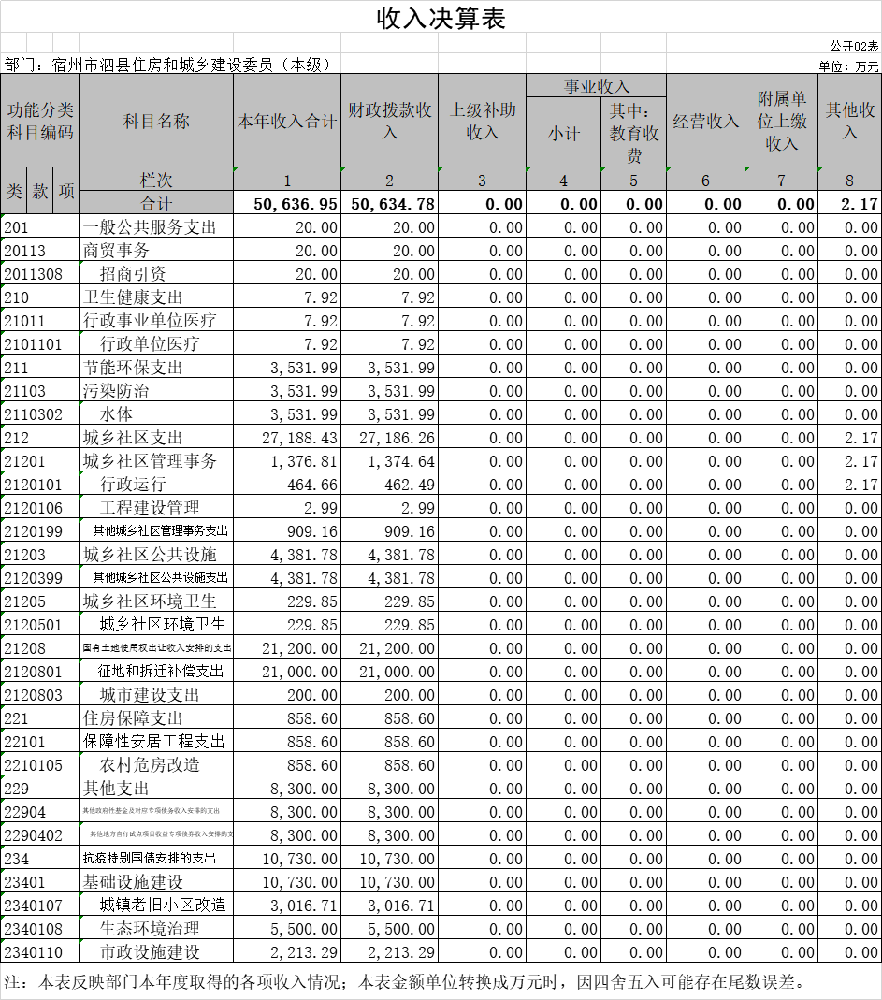 收入决算表
公开02表
部门：宿州市泗县住房和城乡建设委员（本级） 单位：万元
功能分类科目编码 科目名称 本年收入合计 财政拨款收入 上级补助收入 事业收入 经营收入 附属单位上缴收入 其他收入
小计 其中：教育收费
类 款 项 栏次 1 2 3 4 5 6 7 8
合计 50,636.95 50,634.78 0.00 0.00 0.00 0.00 0.00 2.17
201 一般公共服务支出 20.00 20.00 0.00 0.00 0.00 0.00 0.00 0.00
20113 商贸事务 20.00 20.00 0.00 0.00 0.00 0.00 0.00 0.00
2011308 招商引资 20.00 20.00 0.00 0.00 0.00 0.00 0.00 0.00
210 卫生健康支出 7.92 7.92 0.00 0.00 0.00 0.00 0.00 0.00
21011 行政事业单位医疗 7.92 7.92 0.00 0.00 0.00 0.00 0.00 0.00
2101101 行政单位医疗 7.92 7.92 0.00 0.00 0.00 0.00 0.00 0.00
211 节能环保支出 3,531.99 3,531.99 0.00 0.00 0.00 0.00 0.00 0.00
21103 污染防治 3,531.99 3,531.99 0.00 0.00 0.00 0.00 0.00 0.00
2110302 水体 3,531.99 3,531.99 0.00 0.00 0.00 0.00 0.00 0.00
212 城乡社区支出 27,188.43 27,186.26 0.00 0.00 0.00 0.00 0.00 2.17
21201 城乡社区管理事务 1,376.81 1,374.64 0.00 0.00 0.00 0.00 0.00 2.17
2120101 行政运行 464.66 462.49 0.00 0.00 0.00 0.00 0.00 2.17
2120106 工程建设管理 2.99 2.99 0.00 0.00 0.00 0.00 0.00 0.00
2120199 其他城乡社区管理事务支出 909.16 909.16 0.00 0.00 0.00 0.00 0.00 0.00
21203 城乡社区公共设施 4,381.78 4,381.78 0.00 0.00 0.00 0.00 0.00 0.00
2120399 其他城乡社区公共设施支出 4,381.78 4,381.78 0.00 0.00 0.00 0.00 0.00 0.00
21205 城乡社区环境卫生 229.85 229.85 0.00 0.00 0.00 0.00 0.00 0.00
2120501 城乡社区环境卫生 229.85 229.85 0.00 0.00 0.00 0.00 0.00 0.00
21208 国有土地使用权出让收入安排的支出 21,200.00 21,200.00 0.00 0.00 0.00 0.00 0.00 0.00
2120801 征地和拆迁补偿支出 21,000.00 21,000.00 0.00 0.00 0.00 0.00 0.00 0.00
2120803 城市建设支出 200.00 200.00 0.00 0.00 0.00 0.00 0.00 0.00
221 住房保障支出 858.60 858.60 0.00 0.00 0.00 0.00 0.00 0.00
22101 保障性安居工程支出 858.60 858.60 0.00 0.00 0.00 0.00 0.00 0.00
2210105 农村危房改造 858.60 858.60 0.00 0.00 0.00 0.00 0.00 0.00
229 其他支出 8,300.00 8,300.00 0.00 0.00 0.00 0.00 0.00 0.00
22904 其他政府性基金及对应专项债务收入安排的支出 8,300.00 8,300.00 0.00 0.00 0.00 0.00 0.00 0.00
2290402 其他地方自行试点项目收益专项债券收入安排的支 8,300.00 8,300.00 0.00 0.00 0.00 0.00 0.00 0.00
234 抗疫特别国债安排的支出 10,730.00 10,730.00 0.00 0.00 0.00 0.00 0.00 0.00
23401 基础设施建设 10,730.00 10,730.00 0.00 0.00 0.00 0.00 0.00 0.00
2340107 城镇老旧小区改造 3,016.71 3,016.71 0.00 0.00 0.00 0.00 0.00 0.00
2340108 生态环境治理 5,500.00 5,500.00 0.00 0.00 0.00 0.00 0.00 0.00
2340110 市政设施建设 2,213.29 2,213.29 0.00 0.00 0.00 0.00 0.00 0.00
注：本表反映部门本年度取得的各项收入情况；本表金额单位转换成万元时，因四舍五入可能存在尾数误差。